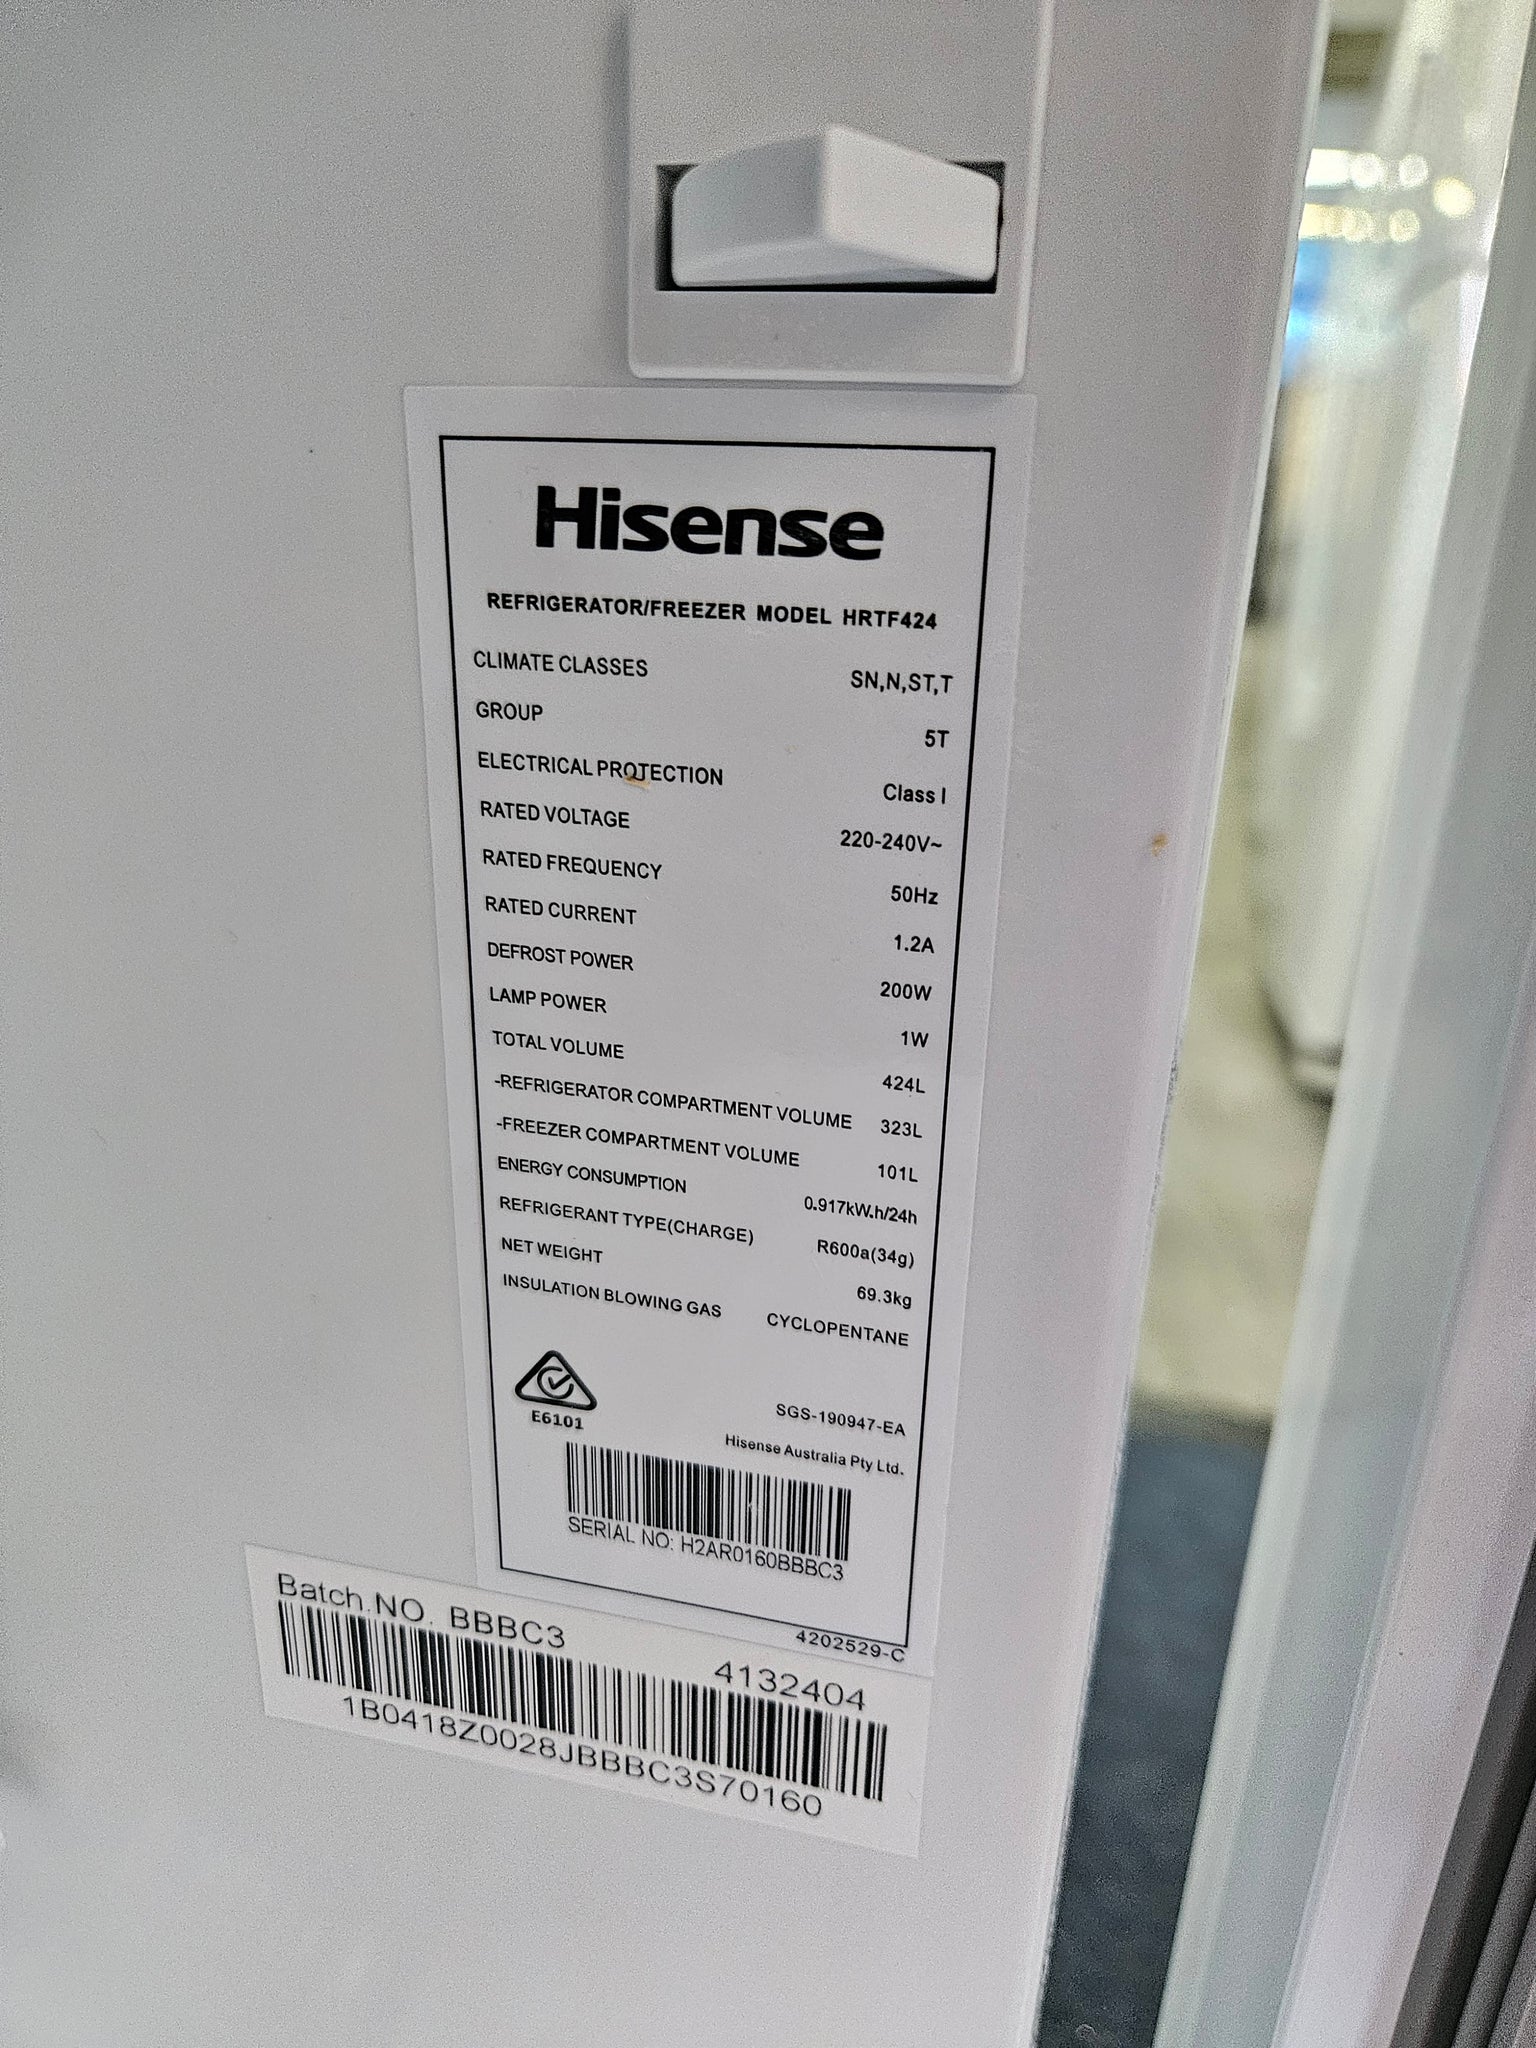 Hisense
REFRIGERATOR/FREEZER MODEL HRTF424
CLIMATE CLASSES SN,N,ST,T
GROUP 5T
ELECTRICAL PROTECTION Class I
RATED VOLTAGE 220-240V~
RATED FREQUENCY 50Hz
RATED CURRENT 1.2A
DEFROST POWER 200W
LAMP POWER 1W
TOTAL VOLUME 424L
-REFRIGERATOR COMPARTMENT VOLUME 323L
-FREEZER COMPARTMENT VOLUME 101L
ENERGY CONSUMPTION 0.917kW.h/24h
REFRIGERANT TYPE(CHARGE) R600a(34g)
NET WEIGHT 69.3kg
INSULATION BLOWING GAS CYCLOPENTANE
E6101
SGS-190947-EA
Hisense Australia Pty Ltd.
SERIAL NO: H2AR0160BBBC3
4202529-C
Batch.NO. BBBC3 4132404
1B0418Z0028JBBBC3S70160